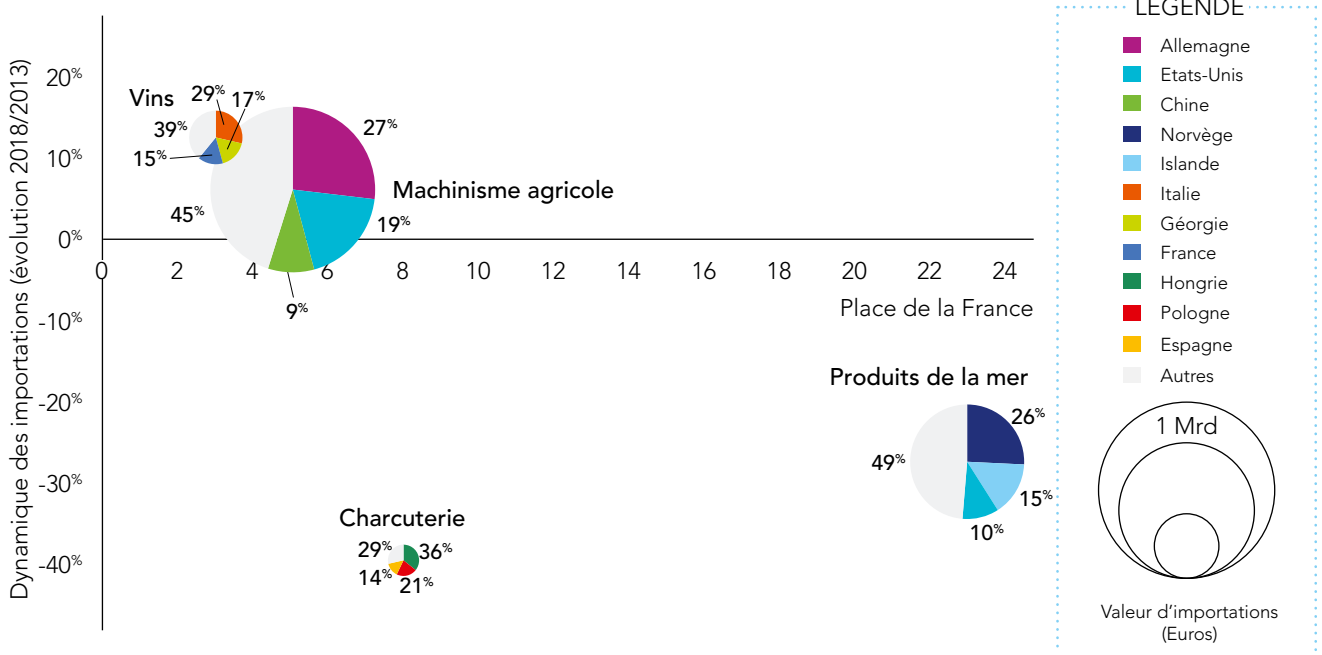 Dynamique des importations (évolution 2018/2013)
20%
10%
0%
-10%
-20%
-30%
-40%
0 2 4 6 8 10 12 14 16 18 20 22 24
Place de la France
Vins
29%
17%
39%
15%
Machinisme agricole
27%
19%
9%
45%
Produits de la mer
26%
15%
10%
49%
Charcuterie
36%
21%
14%
29%
LEGENDE
Allemagne
Etats-Unis
Chine
Norvège
Islande
Italie
Géorgie
France
Hongrie
Pologne
Espagne
Autres
1 Mrd
Valeur d'importations
(Euros)